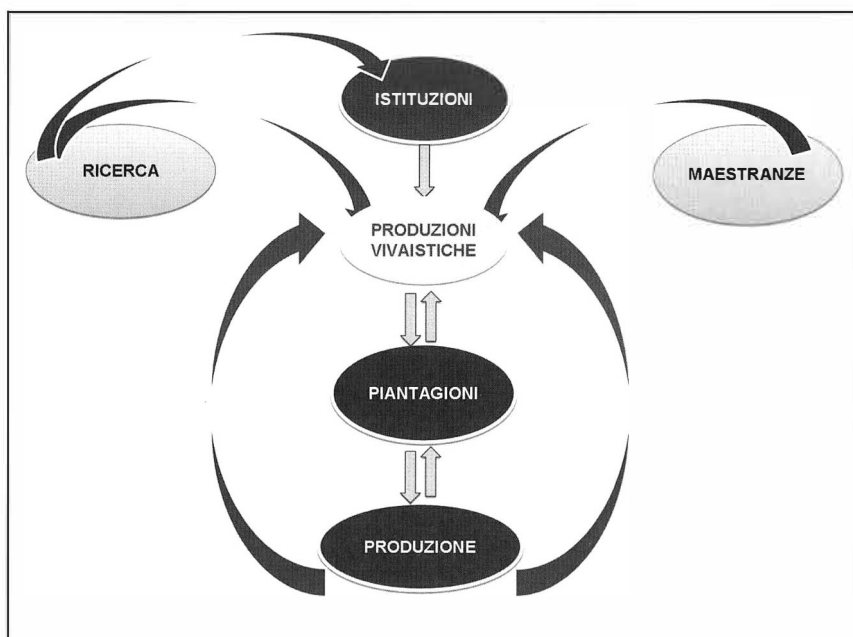 ISTITUZIONI
RICERCA
MAESTRANZE
PRODUZIONI
VIVAISTICHE
PIANTAGIONI
PRODUZIONE